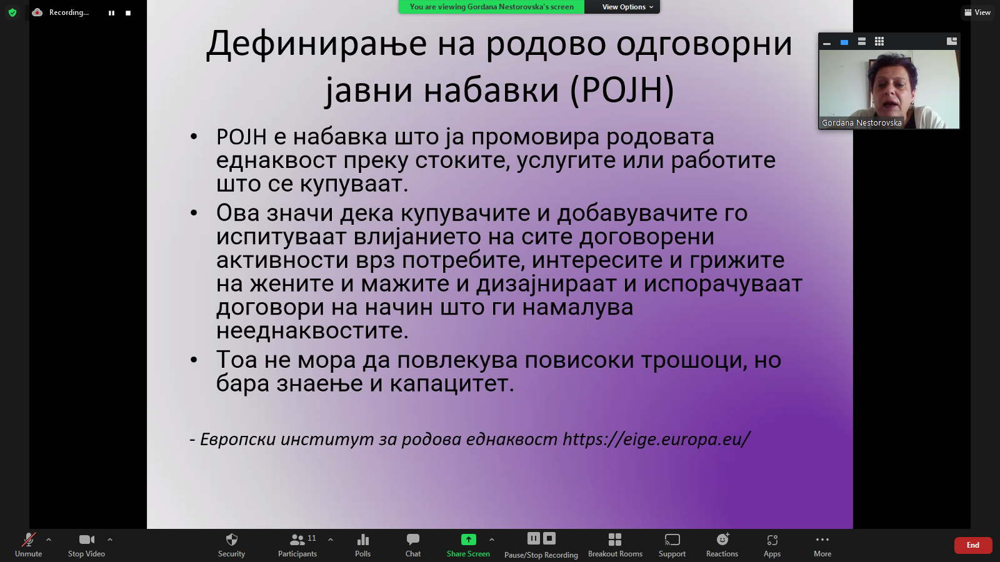 Recording...
You are viewing Gordana Nestorovska's screen
View Options
View
Дефинирање на родово одговорни
јавни набавки (РОЈН)
Gordana Nestorovska
• РОЈН е набавка што ја промовира родовата
еднаквост преку стоките, услугите или работите
што се купуваат.
• Ова значи дека купувачите и добавувачите го
испитуваат влијанието на сите договорени
активности врз потребите, интересите и грижите
на жените и мажите и дизајнираат и испорачуваат
договори на начин што ги намалува
нееднаквостите.
• Тоа не мора да повлекува повисоки трошоци, но
бара знаење и капацитет.
- Европски институт за родова еднаквост https://eige.europa.eu/
Unmute
Stop Video
Security
Participants
11
Polls
Chat
Share Screen
Pause/Stop Recording
Breakout Rooms
Support
Reactions
Apps
More
End